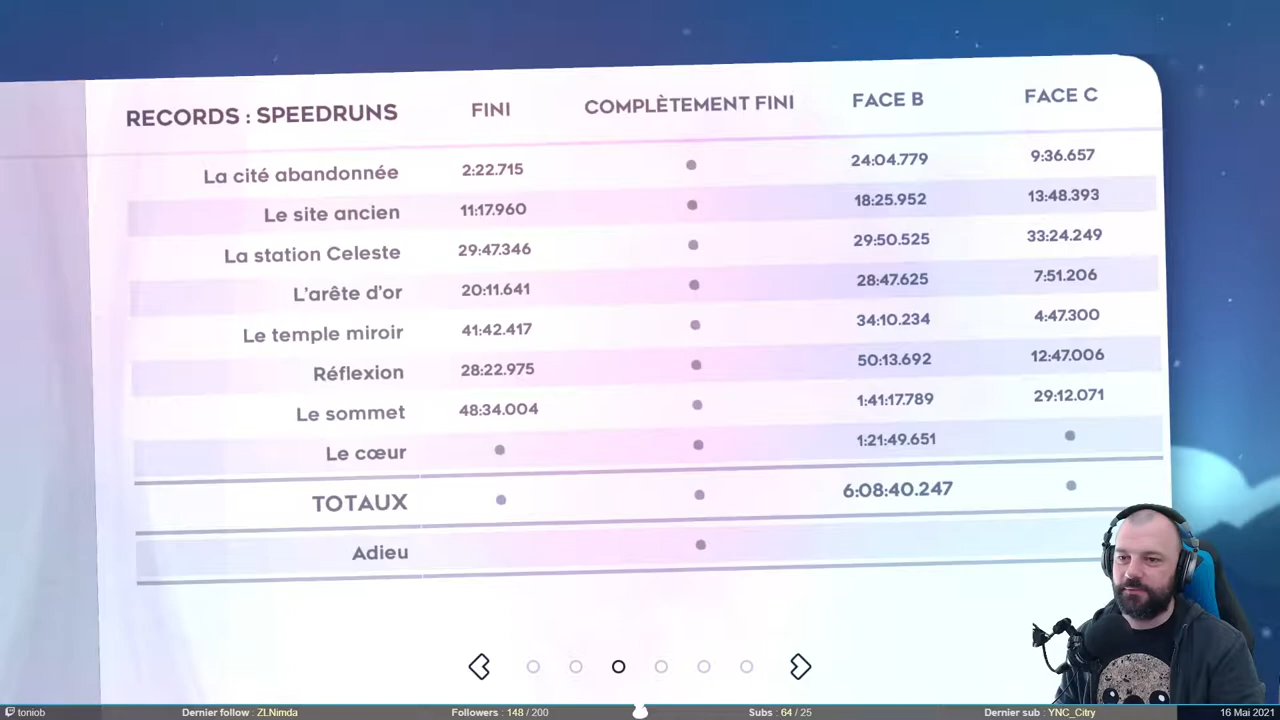 RECORDS : SPEEDRUNS FINI COMPLÈTEMENT FINI FACE B FACE C
La cité abandonnée 2:22.715 24:04.779 9:36.657
Le site ancien 11:17.960 18:25.952 13:48.393
La station Celeste 29:47.346 29:50.525 33:24.249
L'arête d'or 20:11.641 28:47.625 7:51.206
Le temple miroir 41:42.417 34:10.234 4:47.300
Réflexion 28:22.975 50:13.692 12:47.006
Le sommet 48:34.004 1:41:17.789 29:12.071
Le cœur 1:21:49.651
TOTAUX 6:08:40.247
Adieu
toniob Dernier follow : ZLNimda Followers : 148 / 200 Subs : 64 / 25 Dernier sub : YNC_Citry 16 Mai 2021